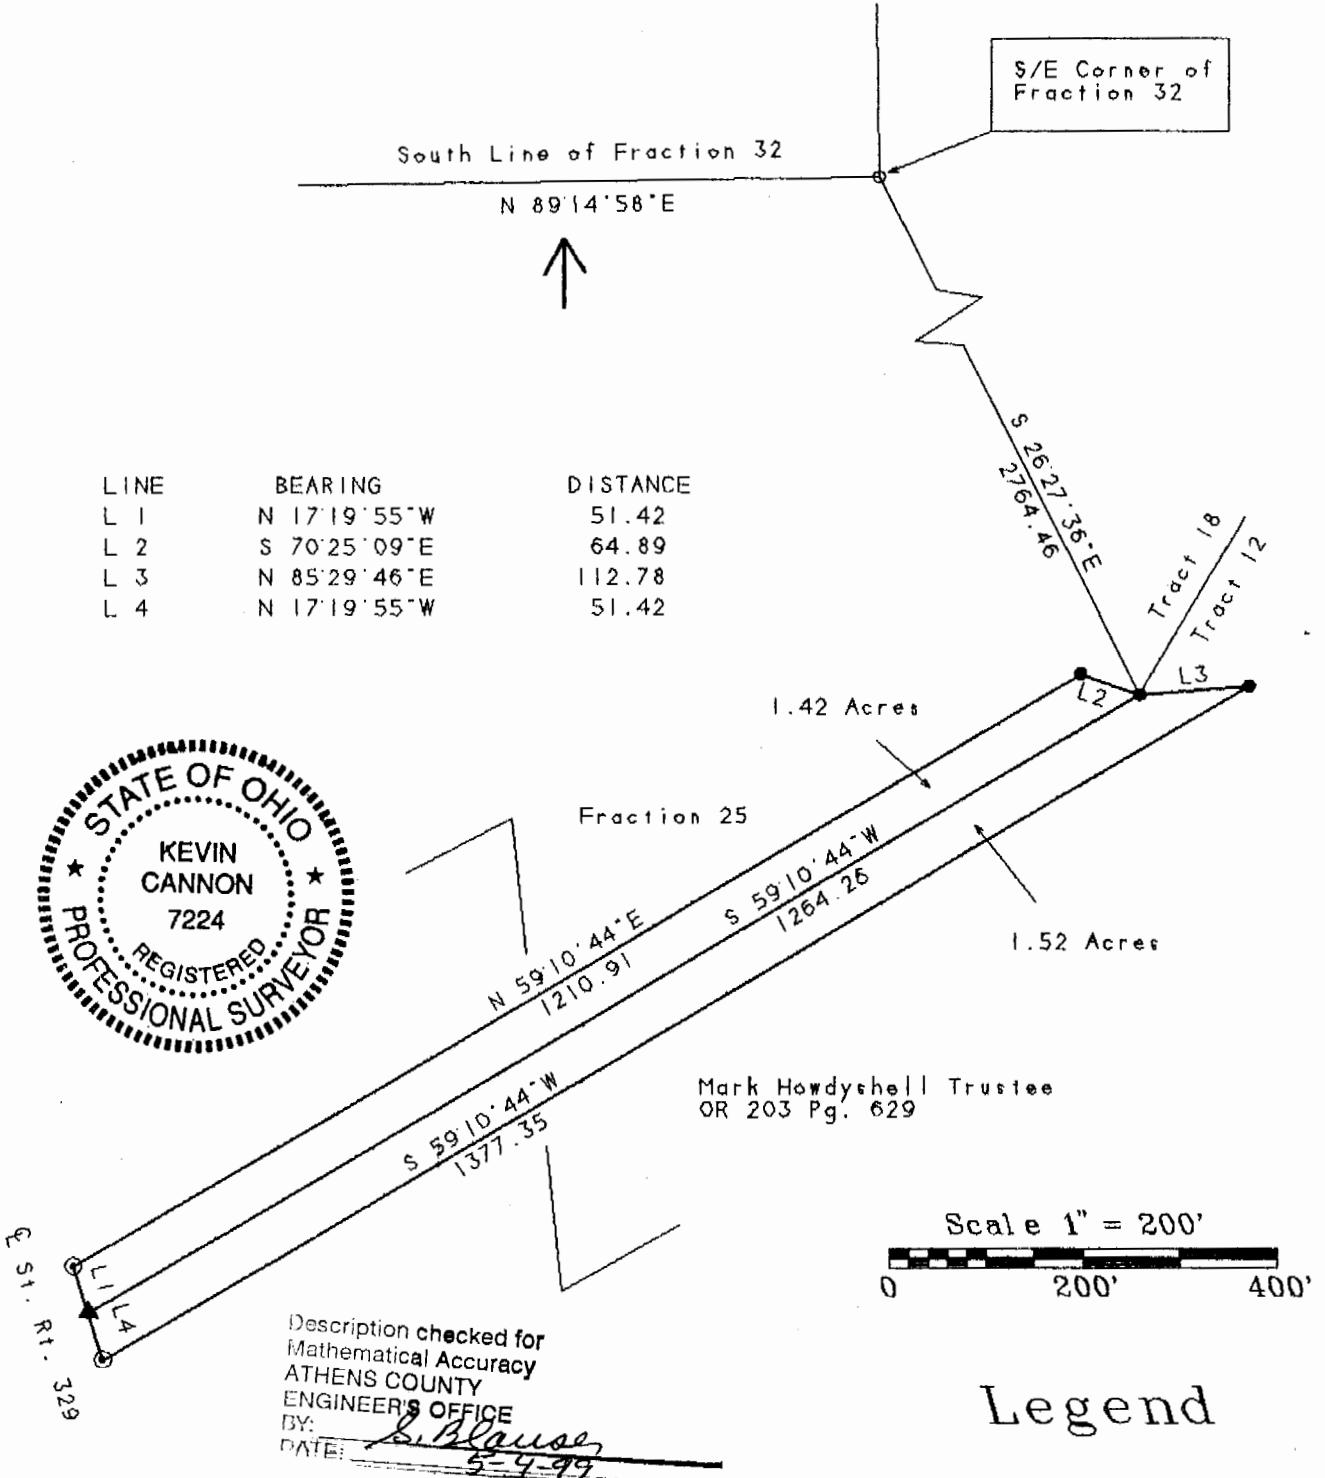 S/E Corner of
Fraction 32
South Line of Fraction 32
N 89°14'58"E
S 26°27'36"E
2764.46
LINE BEARING DISTANCE
L 1 N 17°19'55"W 51.42
L 2 S 70°25'09"E 64.89
L 3 N 85°29'46"E 112.78
L 4 N 17°19'55"W 51.42
Tract 18
Tract 12
L2
L3
1.42 Acres
STATE OF OHIO
KEVIN
CANNON
7224
REGISTERED
PROFESSIONAL SURVEYOR
Fraction 25
S 59°10'44"W
1264.26
1.52 Acres
N 59°10'44"E
1210.91
S 59°10'44"W
1377.35
Mark Howdyshell Trustee
OR 203 Pg. 629
℄ St. Rt. 329
L1
L4
Scale 1" = 200'
0 200' 400'
Description checked for
Mathematical Accuracy
ATHENS COUNTY
ENGINEER'S OFFICE
BY: S. Blauser
DATE: 5-4-99
Legend